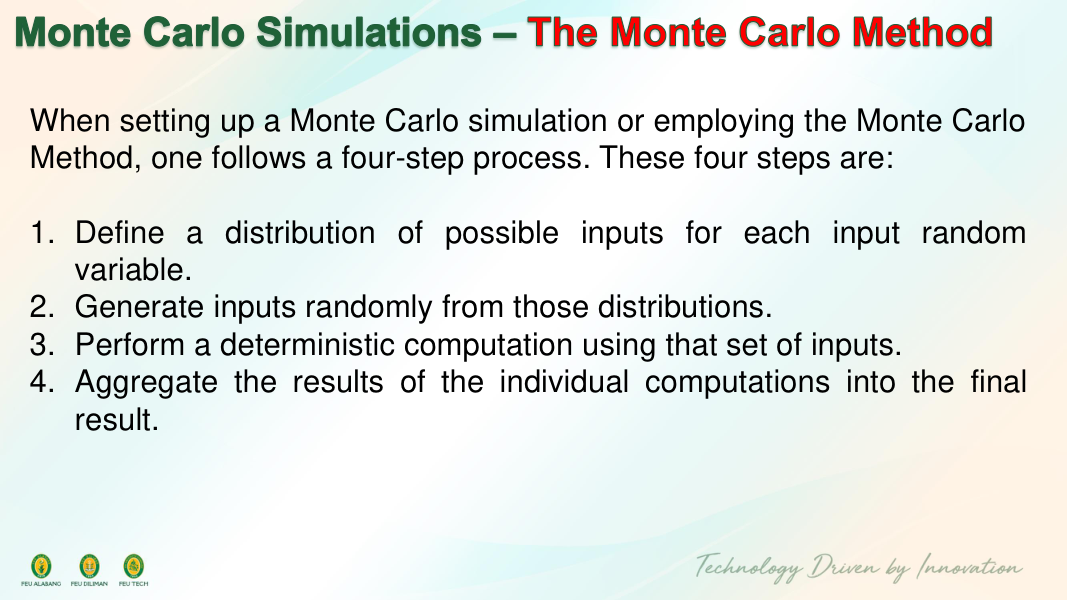 Monte Carlo Simulations – The Monte Carlo Method
When setting up a Monte Carlo simulation or employing the Monte Carlo
Method, one follows a four-step process. These four steps are:
1. Define a distribution of possible inputs for each input random
variable.
2. Generate inputs randomly from those distributions.
3. Perform a deterministic computation using that set of inputs.
4. Aggregate the results of the individual computations into the final
result.
FEU ALABANG FEU DILIMAN FEU TECH
Technology Driven by Innovation